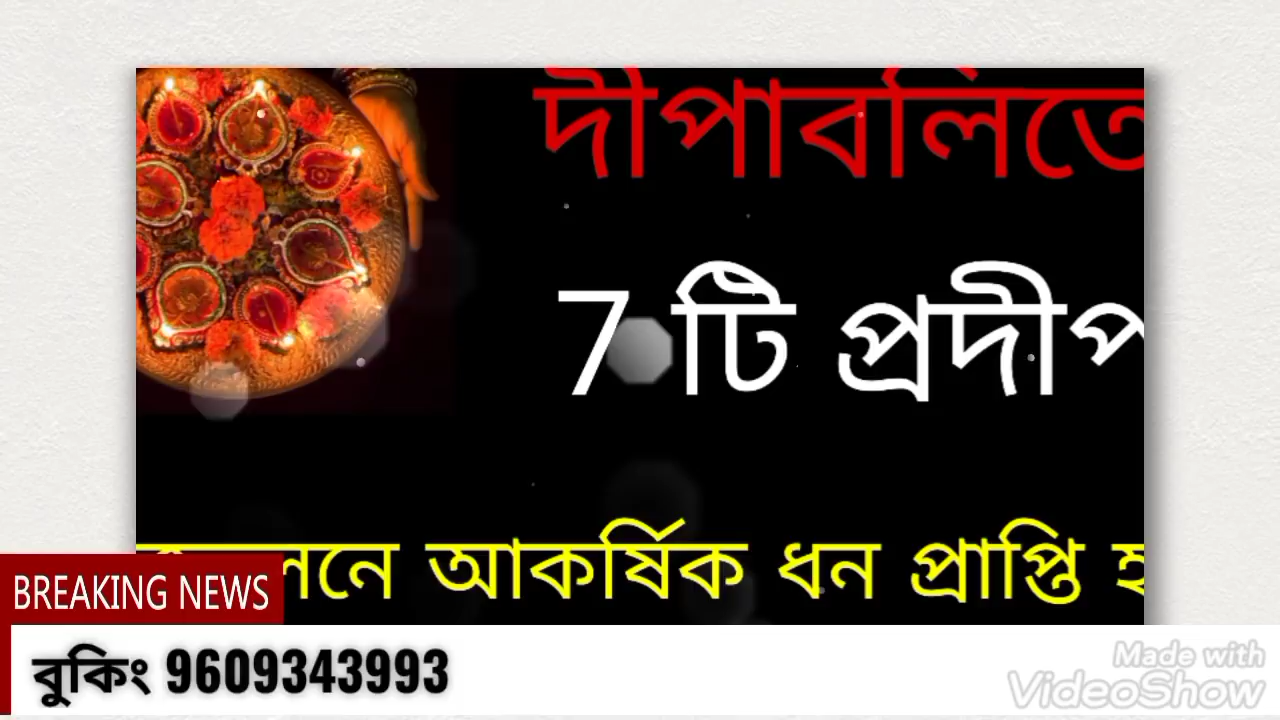 দীপাবলিতে
7 টি প্রদীপ
আকর্ষিক ধন প্রাপ্তি
BREAKING NEWS
বুকিং 9609343993
Made with
VideoShow